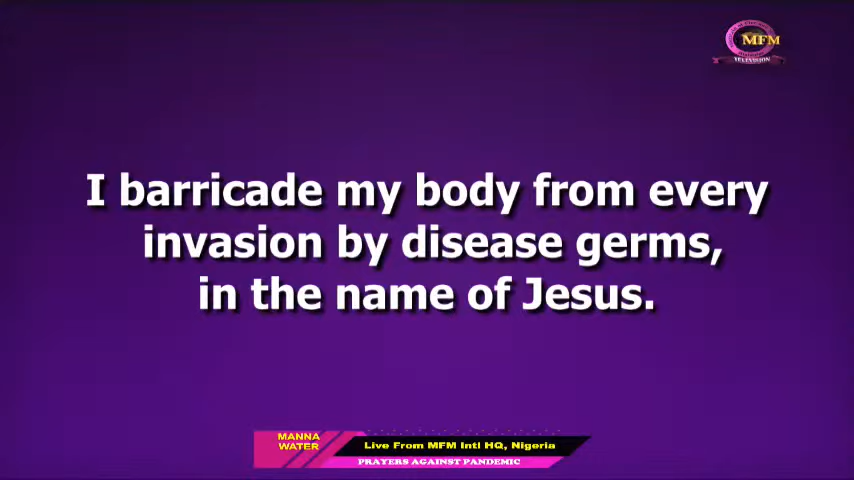 MFM
TELEVISION
I barricade my body from every
invasion by disease germs,
in the name of Jesus.
MANNA
WATER
Live From MFM Intl HQ, Nigeria
PRAYERS AGAINST PANDEMIC